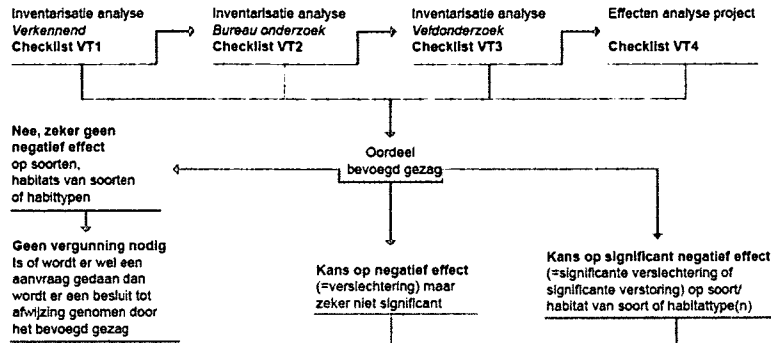 Inventarisatie analyse
Verkennend
Checklist VT1
Inventarisatie analyse
Bureau onderzoek
Checklist VT2
Inventarisatie analyse
Veldonderzoek
Checklist VT3
Effecten analyse project
Checklist VT4
Oordeel
bevoegd gezag
Nee, zeker geen
negatief effect
op soorten,
habitats van soorten
of habittypen
Geen vergunning nodig
Is of wordt er wel een
aanvraag gedaan dan
wordt er een besluit tot
afwijzing genomen door
het bevoegd gezag
Kans op negatief effect
(=verslechtering) maar
zeker niet significant
Kans op significant negatief effect
(=significante verslechtering of
significante verstoring) op soort/
habitat van soort of habitattype(n)